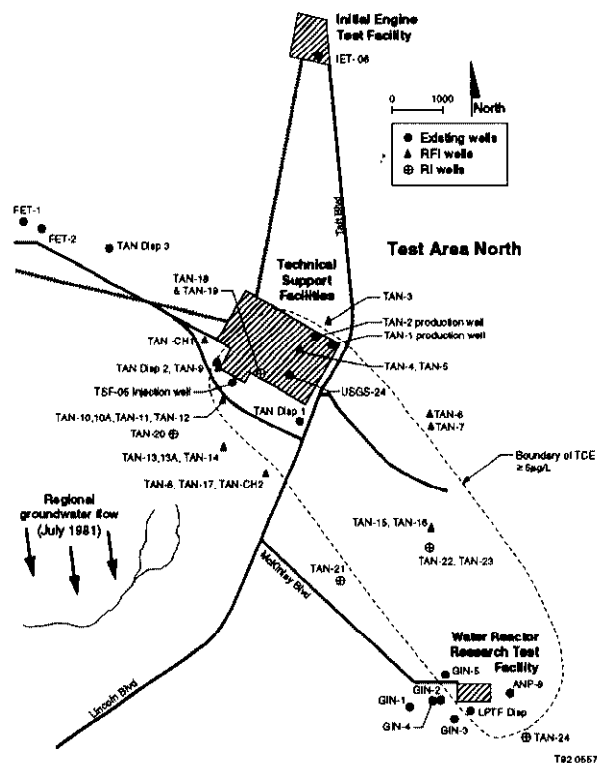 Initial Engine
Test Facility
IET-06
0 1000
North
Existing wells
RFI wells
RI wells
Taft Blvd
FET-1
FET-2
TAN Disp 3
Test Area North
TAN-18
& TAN-19
Technical
Support
Facilities
TAN-3
TAN-2 production well
TAN-1 production well
TAN-CH1
TAN Disp 2, TAN-9
TAN-4, TAN-5
TSF-05 Injection well
USGS-24
TAN-10,10A, TAN-11, TAN-12
TAN Disp 1
TAN-6
TAN-7
TAN-20
TAN-13,13A, TAN-14
Boundary of TCE
≥ 5µg/L
TAN-8, TAN-17, TAN-CH2
Regional
groundwater flow
(July 1981)
TAN-15, TAN-16
TAN-22, TAN-23
TAN-21
McKinley Blvd
Water Reactor
Research Test
Facility
Lincoln Blvd
GIN-5
GIN-2
ANP-9
GIN-1
LPTF Disp
GIN-4
GIN-3
TAN-24
T92 0557